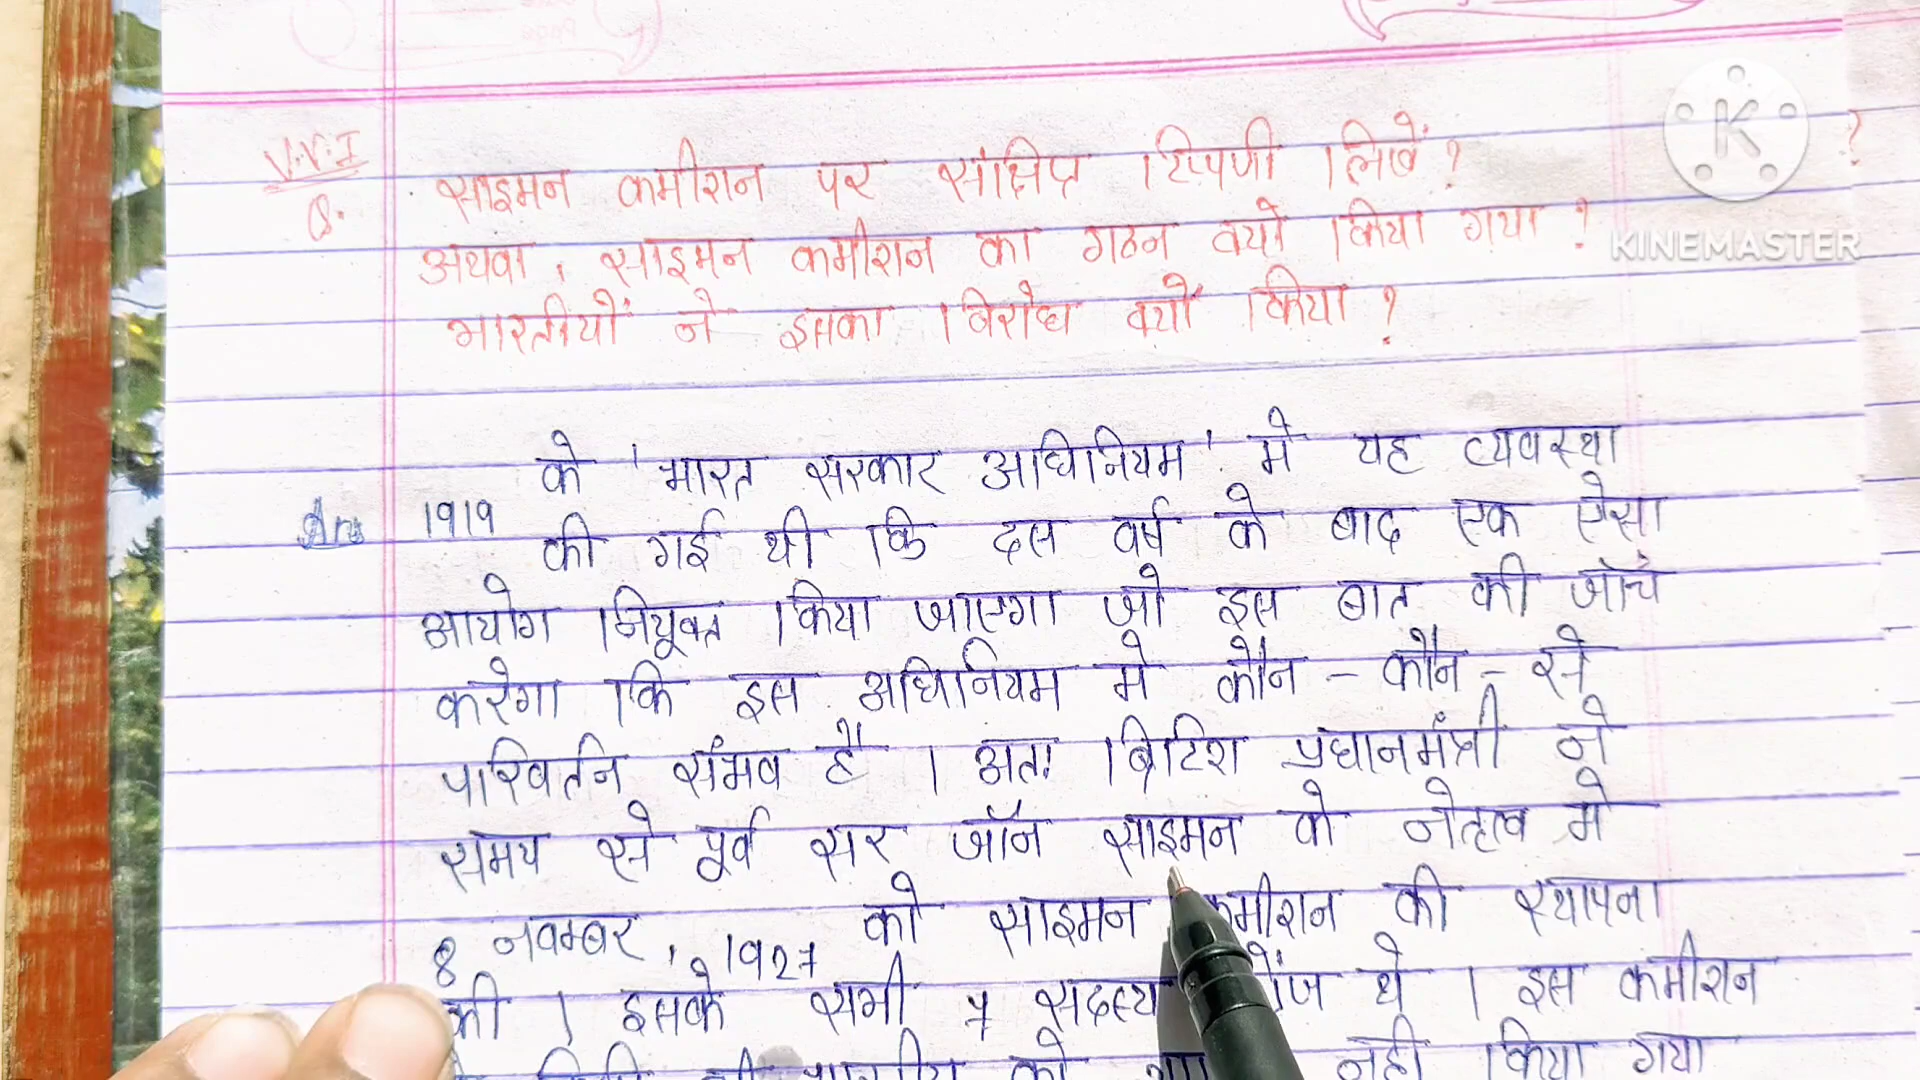 V.V.I
Q. साइमन कमीशन पर संक्षिप्त टिप्पणी लिखें ?
अथवा, साइमन कमीशन का गठन क्यों किया गया ?
भारतीयों ने इसका विरोध क्यों किया ?
KINEMASTER
Ans 1919 के 'भारत सरकार अधिनियम' में यह व्यवस्था
की गई थी कि दस वर्ष के बाद एक ऐसा
आयोग नियूक्त किया जाएगा जो इस बात की जाँच
करेगा कि इस अधिनियम मे कौन - कौन - से
परिवर्तन संभव है । अतः ब्रिटिश प्रधानमंत्री ने
समय से पूर्व सर जॉन साइमन के नेतृत्व मे
8 नवम्बर, 1927 को साइमन कमीशन की स्थापना
की । इसके सभी 7 सदस्य थे । इस कमीशन
नही किया गया